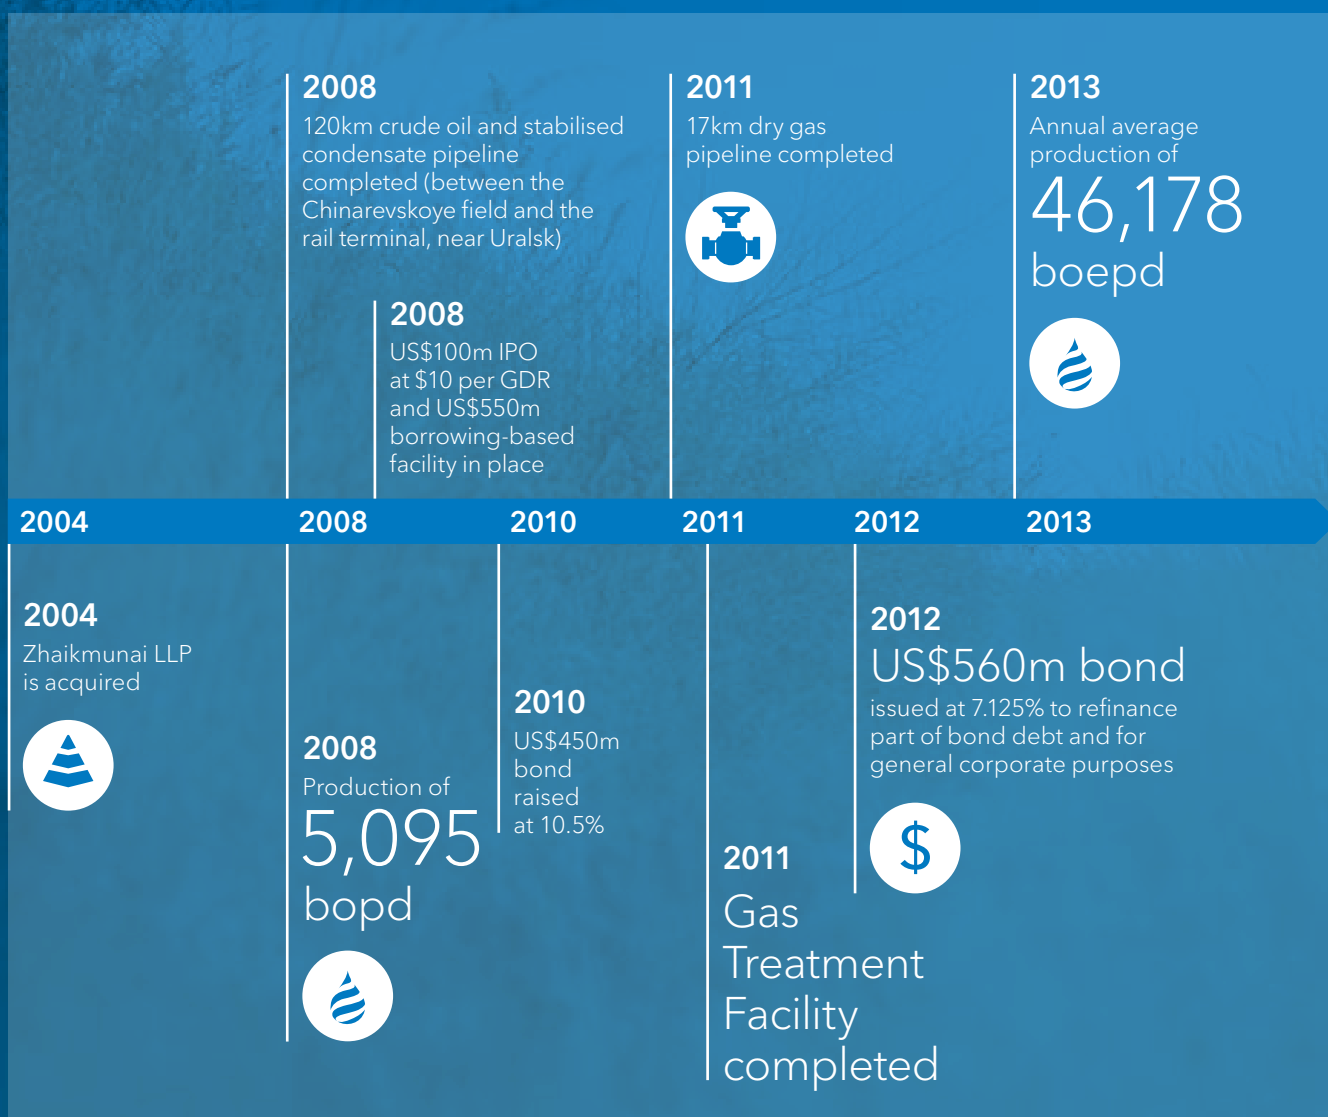 2008
120km crude oil and stabilised
condensate pipeline
completed (between the
Chinarevskoye field and the
rail terminal, near Uralsk)
2008
US$100m IPO
at $10 per GDR
and US$550m
borrowing-based
facility in place
2011
17km dry gas
pipeline completed
2013
Annual average
production of
46,178
boepd
2004
2008
2010
2011
2012
2013
2004
Zhaikmunai LLP
is acquired
2008
Production of
5,095
bopd
2010
US$450m
bond
raised
at 10.5%
2011
Gas
Treatment
Facility
completed
2012
US$560m bond
issued at 7.125% to refinance
part of bond debt and for
general corporate purposes
$